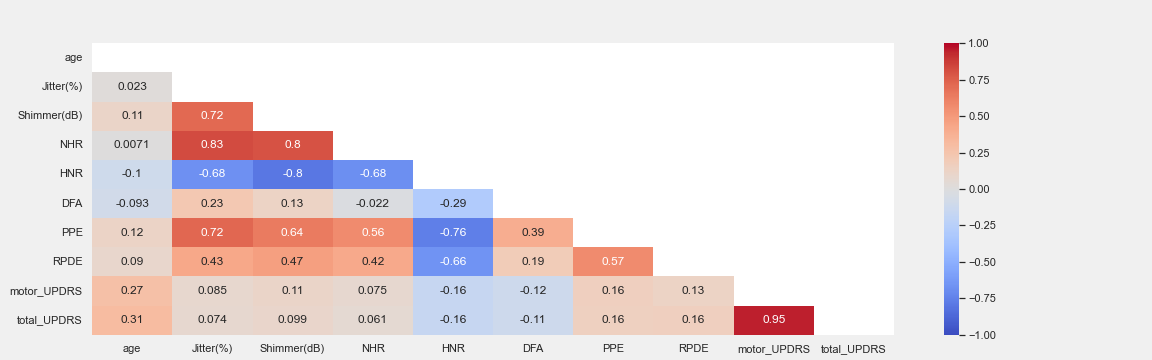 age
Jitter(%) 0.023
Shimmer(dB) 0.11 0.72
NHR 0.0071 0.83 0.8
HNR -0.1 -0.68 -0.8 -0.68
DFA -0.093 0.23 0.13 -0.022 -0.29
PPE 0.12 0.72 0.64 0.56 -0.76 0.39
RPDE 0.09 0.43 0.47 0.42 -0.66 0.19 0.57
motor_UPDRS 0.27 0.085 0.11 0.075 -0.16 -0.12 0.16 0.13
total_UPDRS 0.31 0.074 0.099 0.061 -0.16 -0.11 0.16 0.16 0.95
age Jitter(%) Shimmer(dB) NHR HNR DFA PPE RPDE motor_UPDRS total_UPDRS
1.00
0.75
0.50
0.25
0.00
−0.25
−0.50
−0.75
−1.00